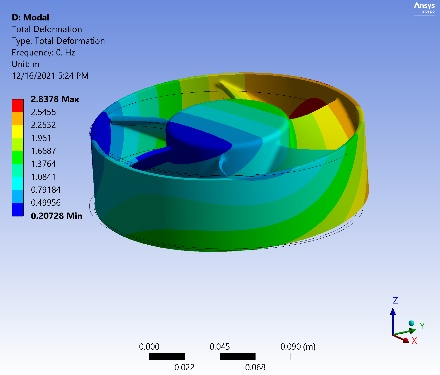 Ansys
D: Modal
Total Deformation
Type: Total Deformation
Frequency: 0. Hz
Unit: m
12/16/2021 5:24 PM
2.8378 Max
2.5455
2.2532
1.961
1.6687
1.3764
1.0841
0.79184
0.49956
0.20728 Min
Z
Y
X
0.000 0.045 0.090 (m)
0.022 0.068